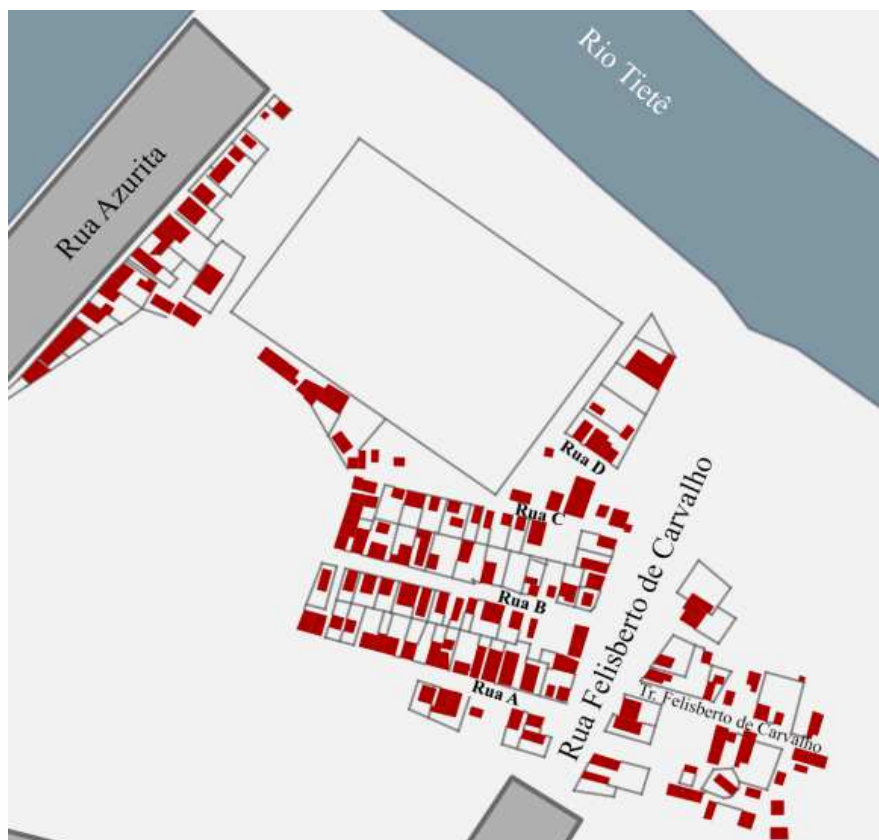 Rio Tietê
Rua Azurita
Rua D
Rua C
Rua B
Rua A
Rua Felisberto de Carvalho
Tr. Felisberto de Carvalho